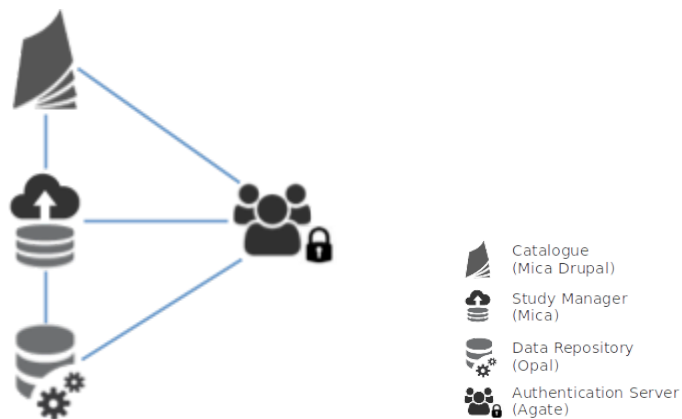 Catalogue
(Mica Drupal)
Study Manager
(Mica)
Data Repository
(Opal)
Authentication Server
(Agate)